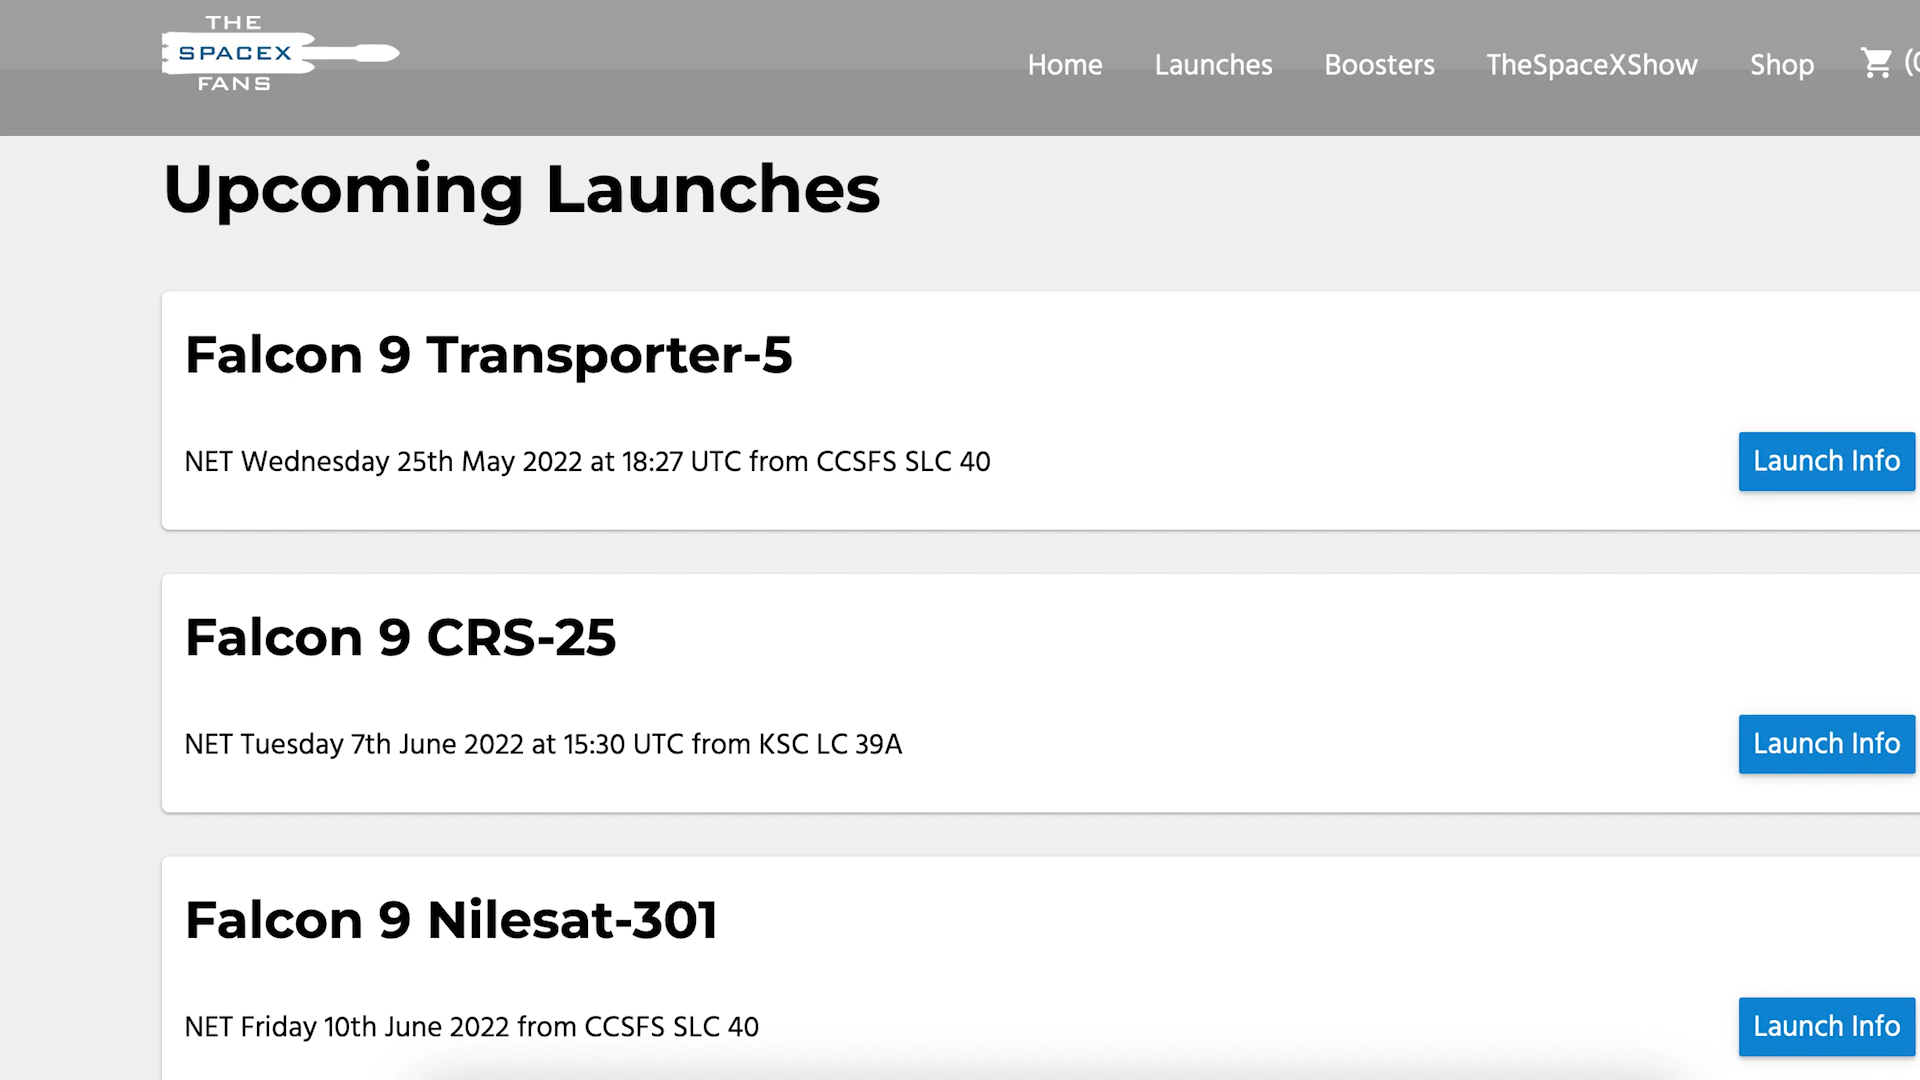 THE
SPACEX
FANS
Home Launches Boosters TheSpaceXShow Shop
Upcoming Launches
Falcon 9 Transporter-5
NET Wednesday 25th May 2022 at 18:27 UTC from CCSFS SLC 40
Launch Info
Falcon 9 CRS-25
NET Tuesday 7th June 2022 at 15:30 UTC from KSC LC 39A
Launch Info
Falcon 9 Nilesat-301
NET Friday 10th June 2022 from CCSFS SLC 40
Launch Info